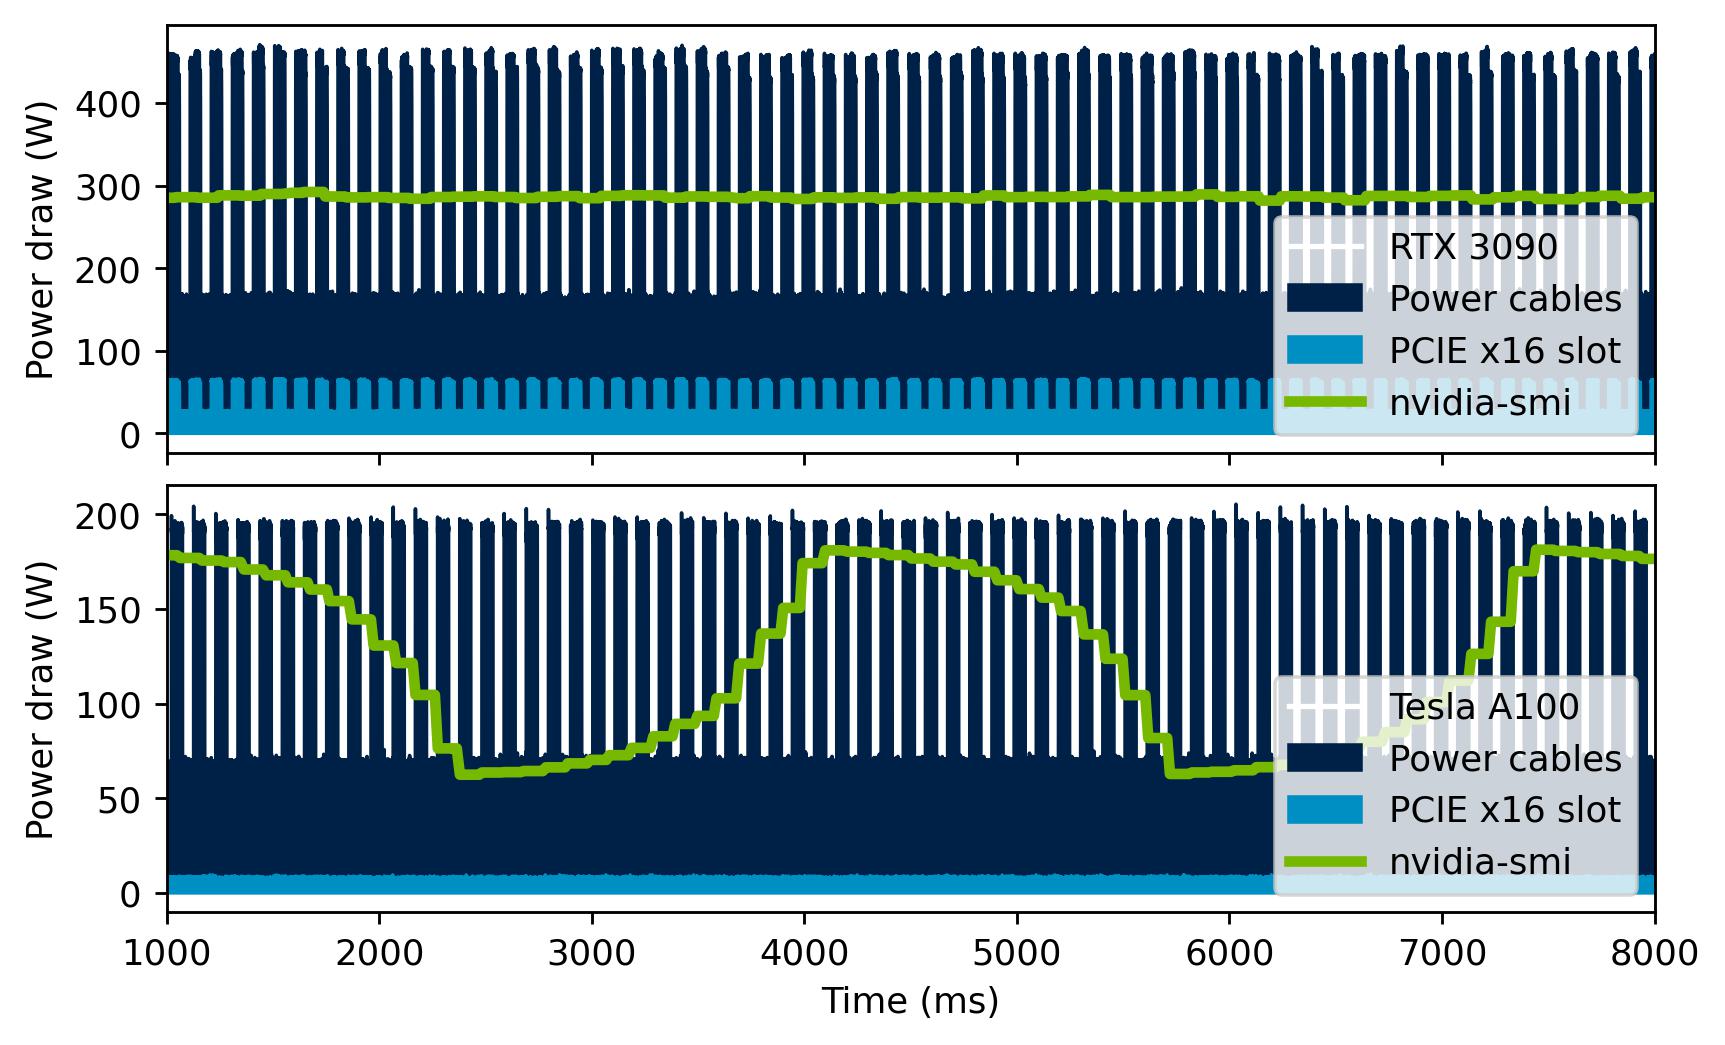 Power draw (W)
400
300
200
100
0
RTX 3090
Power cables
PCIE x16 slot
nvidia-smi
Power draw (W)
200
150
100
50
0
Tesla A100
Power cables
PCIE x16 slot
nvidia-smi
1000 2000 3000 4000 5000 6000 7000 8000
Time (ms)